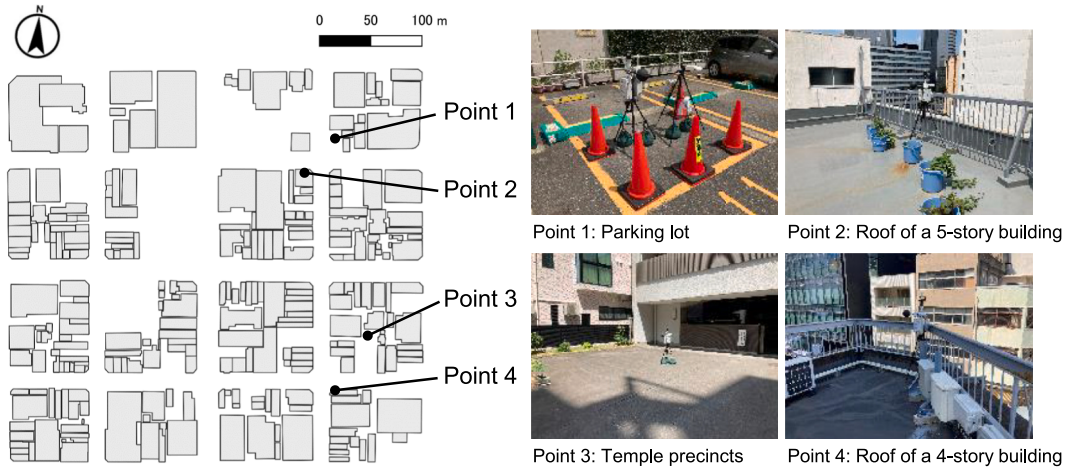 N
0 50 100 m
Point 1
Point 2
Point 3
Point 4
Point 1: Parking lot
Point 2: Roof of a 5-story building
Point 3: Temple precincts
Point 4: Roof of a 4-story building